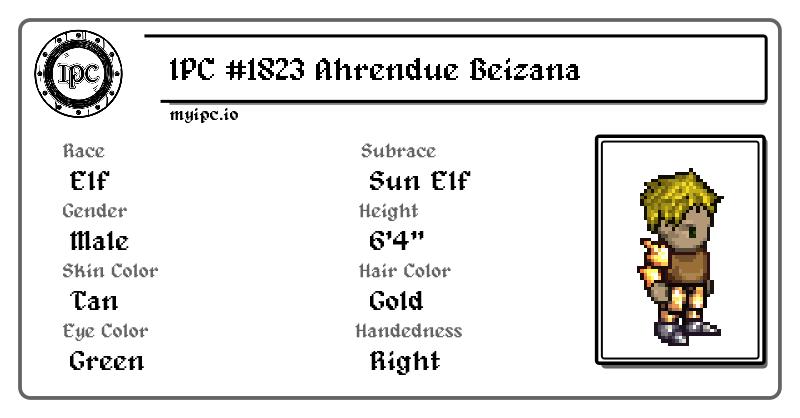 IPC
IPC #1823 Ahrendue Beizana
myipc.io
Race
Elf
Subrace
Sun Elf
Gender
Male
Height
6'4"
Skin Color
Tan
Hair Color
Gold
Eye Color
Green
Handedness
Right